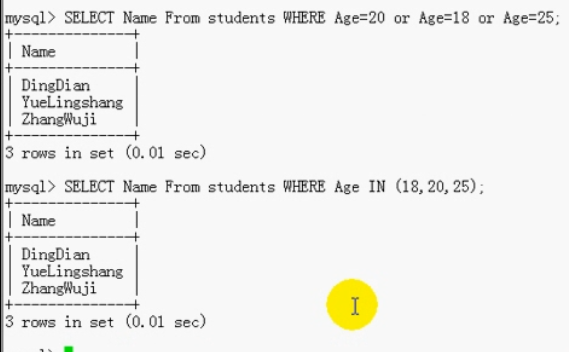 mysql> SELECT Name From students WHERE Age=20 or Age=18 or Age=25;
+--------------+
| Name         |
+--------------+
| DingDian     |
| YueLingshang |
| ZhangWuji    |
+--------------+
3 rows in set (0.01 sec)
mysql> SELECT Name From students WHERE Age IN (18,20,25);
+--------------+
| Name         |
+--------------+
| DingDian     |
| YueLingshang |
| ZhangWuji    |
+--------------+
3 rows in set (0.01 sec)